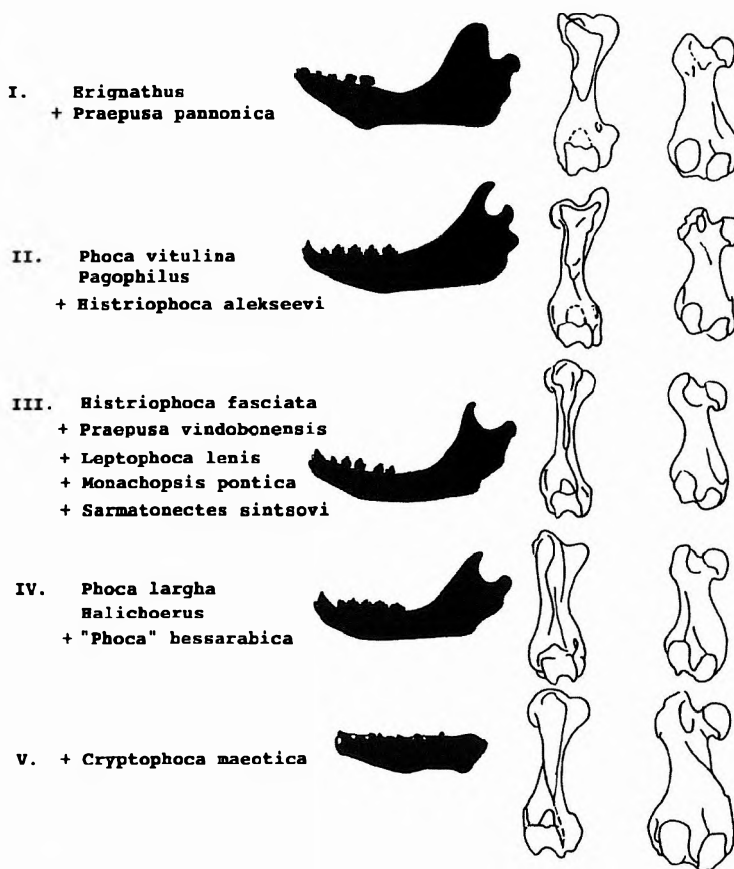 I. Erignathus
+ Praepusa pannonica
II. Phoca vitulina
Pagophilus
+ Histriophoca alekseevi
III. Histriophoca fasciata
+ Praepusa vindobonensis
+ Leptophoca lenis
+ Monachopsis pontica
+ Sarmatonectes sintsovi
IV. Phoca largha
Halichoerus
+ "Phoca" bessarabica
V. + Cryptophoca maeotica